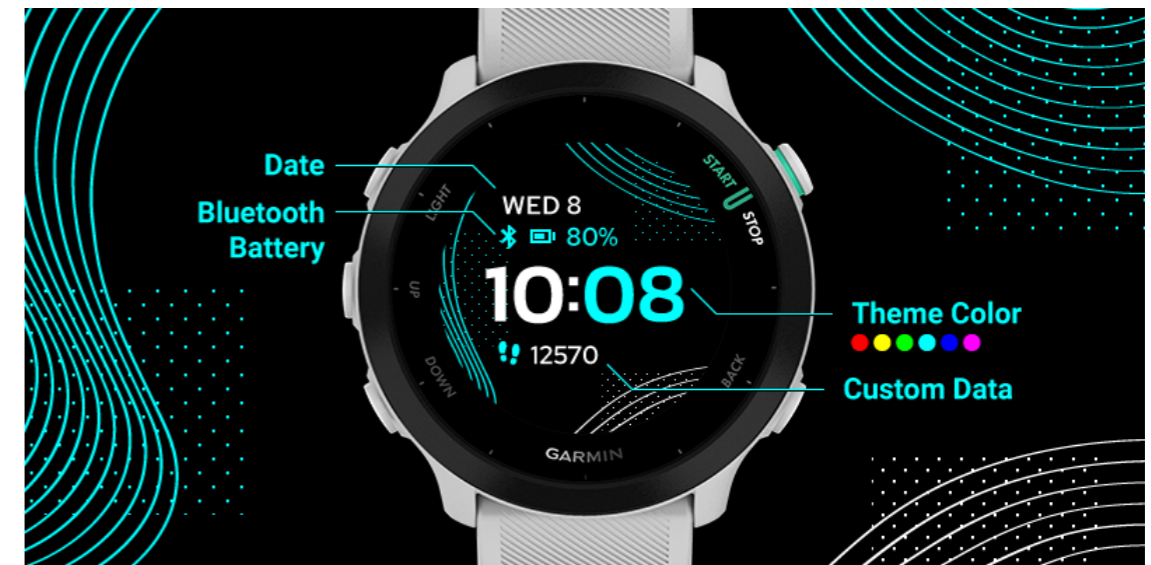 Date
Bluetooth
Battery
LIGHT
UP
DOWN
WED 8
80%
10:08
12570
START
STOP
BACK
GARMIN
Theme Color
Custom Data